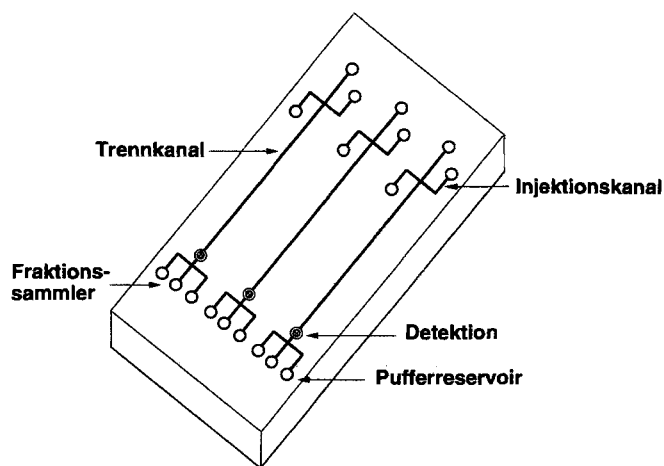 Trennkanal
Injektionskanal
Fraktions-
sammler
Detektion
Pufferreservoir